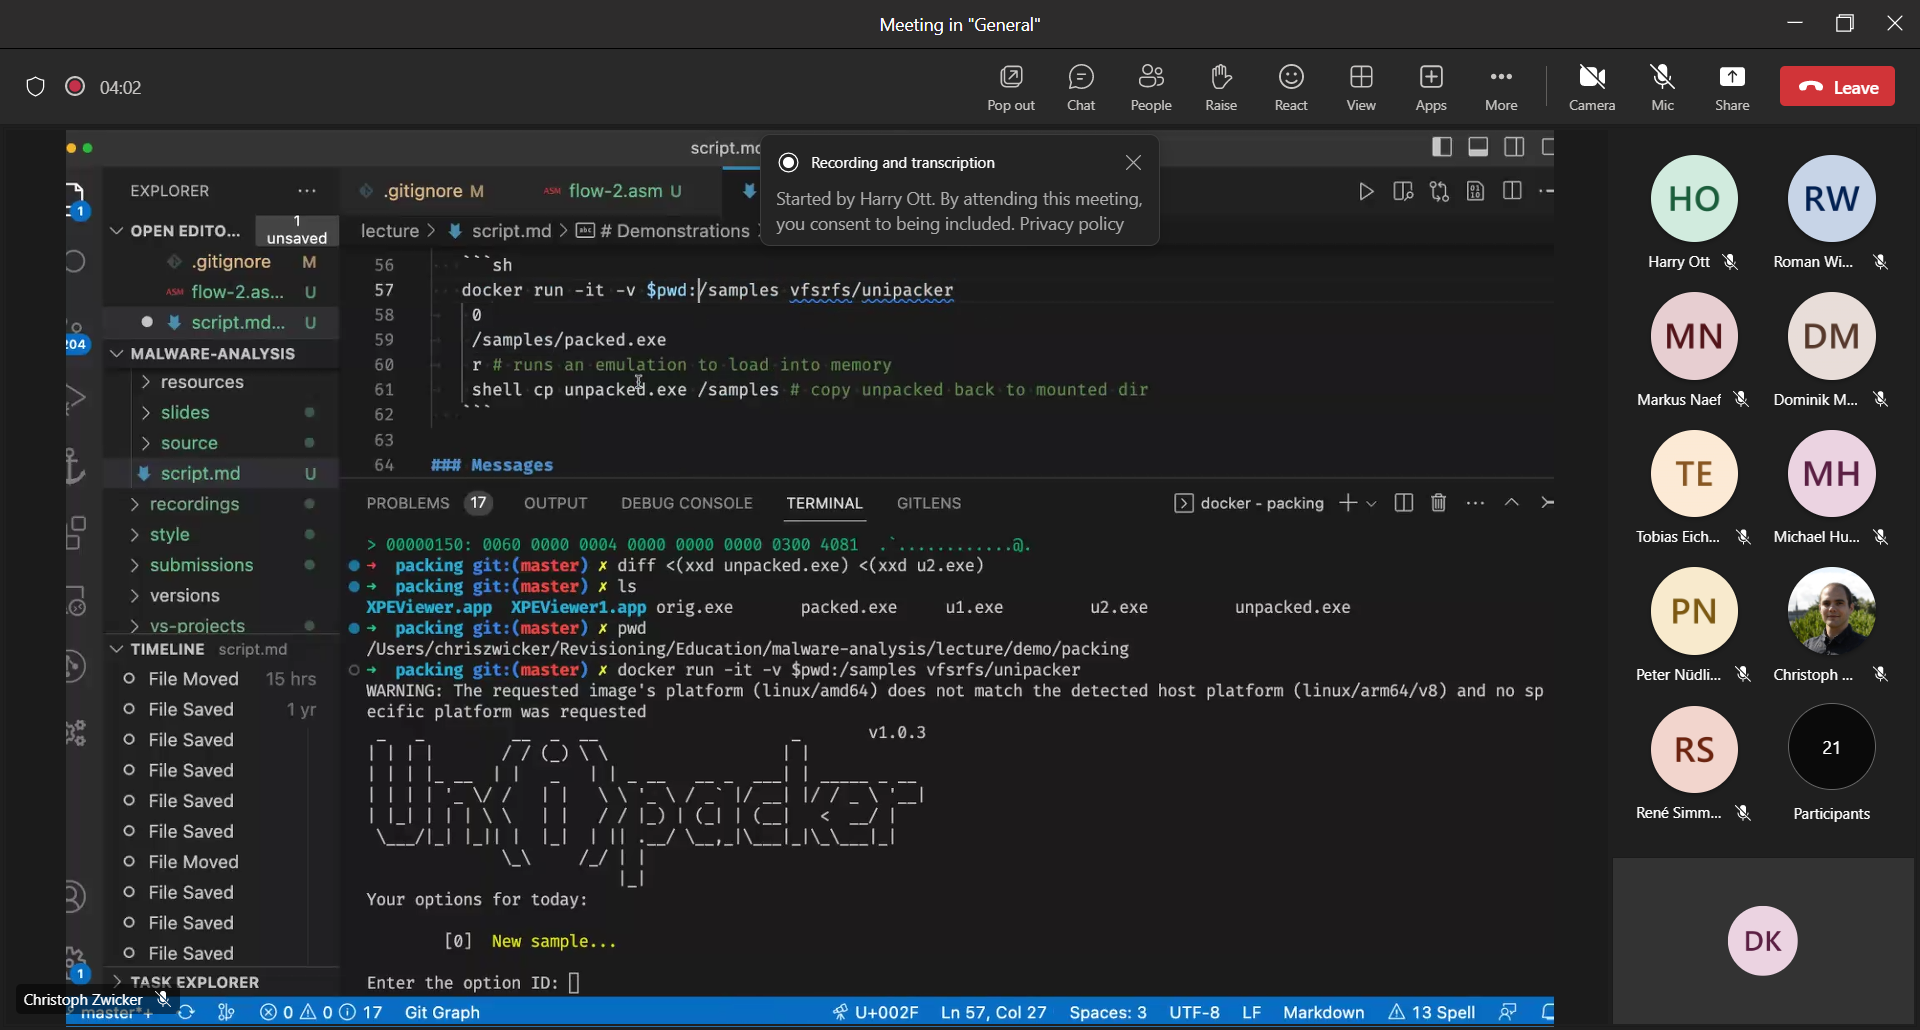 Meeting in "General"
04:02
Pop out
Chat
People
Raise
React
View
Apps
More
Camera
Mic
Share
Leave
Recording and transcription
Started by Harry Ott. By attending this meeting,
you consent to being included. Privacy policy
EXPLORER
OPEN EDITO...
1 unsaved
.gitignore M
flow-2.as... U
script.md... U
MALWARE-ANALYSIS
resources
slides
source
script.md U
recordings
style
submissions
versions
vs-projects
TIMELINE script.md
File Moved 15 hrs
File Saved 1 yr
File Saved
File Saved
File Saved
File Saved
File Moved
File Saved
File Saved
File Saved
TASK EXPLORER
1
204
1
.gitignore M
ASM flow-2.asm U
lecture > script.md > # Demonstrations
56 ```sh
57 docker run -it -v $pwd:/samples vfsrfs/unipacker
58 0
59 /samples/packed.exe
60 r # runs an emulation to load into memory
61 shell cp unpacked.exe /samples # copy unpacked back to mounted dir
62 ```
63
64 ### Messages
PROBLEMS 17 OUTPUT DEBUG CONSOLE TERMINAL GITLENS
docker - packing
> 00000150: 0060 0000 0004 0000 0000 0000 0300 4081 .`............@.
→ packing git:(master) ✗ diff <(xxd unpacked.exe) <(xxd u2.exe)
→ packing git:(master) ✗ ls
XPEViewer.app XPEViewer1.app orig.exe packed.exe u1.exe u2.exe unpacked.exe
→ packing git:(master) ✗ pwd
/Users/chriszwicker/Revisioning/Education/malware-analysis/lecture/demo/packing
→ packing git:(master) ✗ docker run -it -v $pwd:/samples vfsrfs/unipacker
WARNING: The requested image's platform (linux/amd64) does not match the detected host platform (linux/arm64/v8) and no sp
ecific platform was requested
v1.0.3
Un(i)packer
Your options for today:
[0] New sample...
Enter the option ID:
Christoph Zwicker
master*+
0 0 17
Git Graph
U+002F
Ln 57, Col 27
Spaces: 3
UTF-8
LF
Markdown
13 Spell
HO
Harry Ott
RW
Roman Wi...
MN
Markus Naef
DM
Dominik M...
TE
Tobias Eich...
MH
Michael Hu...
PN
Peter Nüdli...
Christoph ...
RS
René Simm...
21
Participants
DK